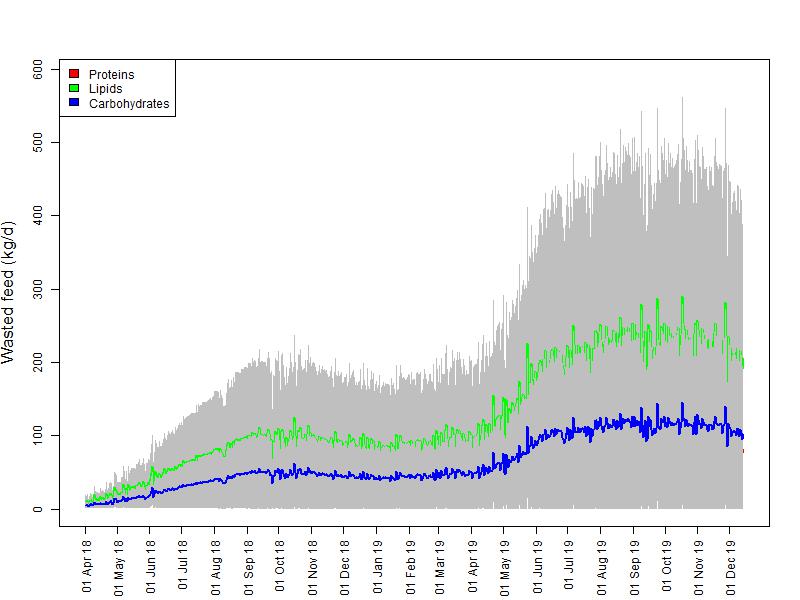 Proteins
Lipids
Carbohydrates
Wasted feed (kg/d)
600
500
400
300
200
100
0
01 Apr 18
01 May 18
01 Jun 18
01 Jul 18
01 Aug 18
01 Sep 18
01 Oct 18
01 Nov 18
01 Dec 18
01 Jan 19
01 Feb 19
01 Mar 19
01 Apr 19
01 May 19
01 Jun 19
01 Jul 19
01 Aug 19
01 Sep 19
01 Oct 19
01 Nov 19
01 Dec 19